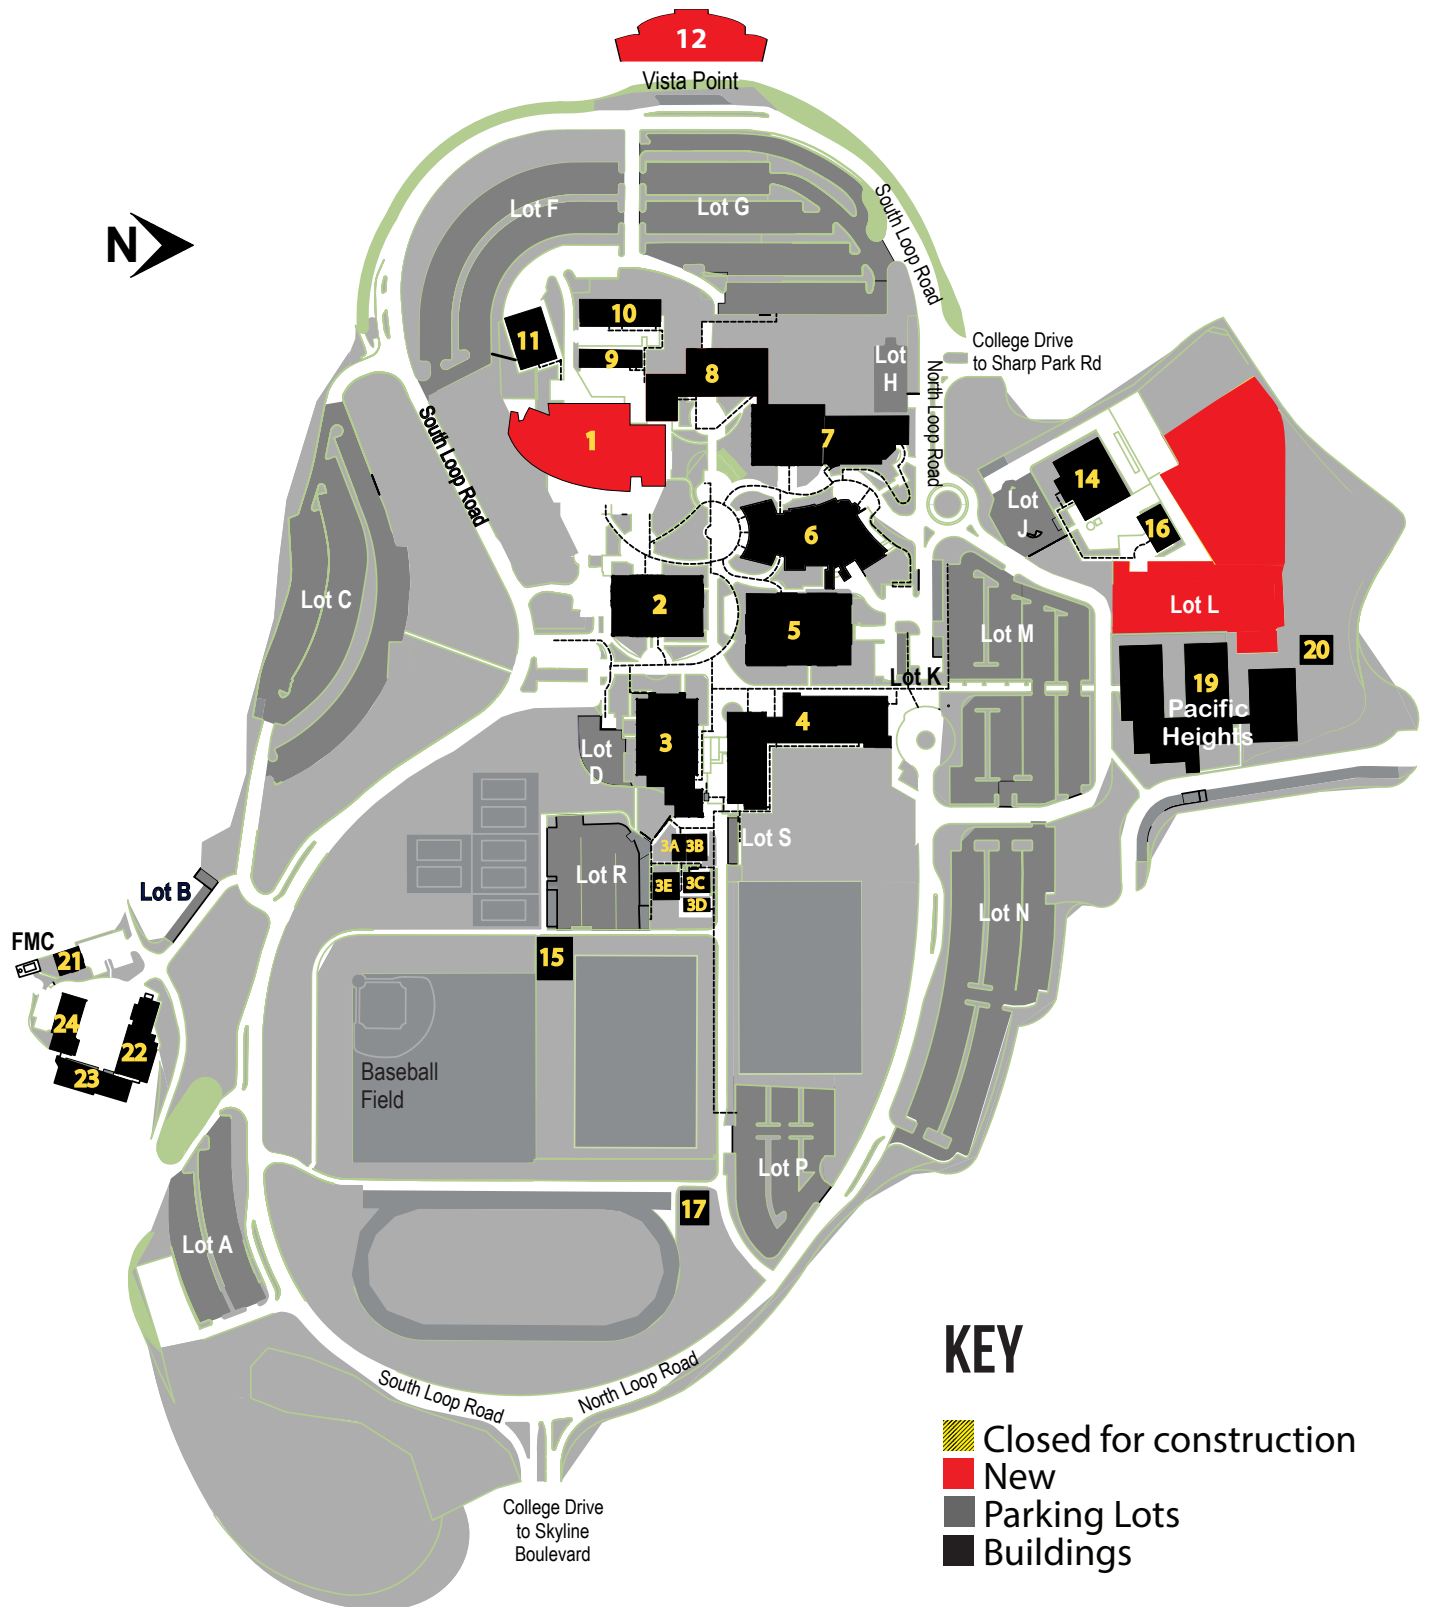 12
Vista Point
Lot F
Lot G
South Loop Road
N
10
11
9
8
Lot
H
College Drive
to Sharp Park Rd
North Loop Road
South Loop Road
1
7
14
Lot
J
16
6
Lot C
2
5
Lot M
Lot L
20
Lot K
19
Pacific
Heights
3
4
Lot
D
Lot S
3A
3B
Lot R
3E
3C
3D
Lot B
Lot N
FMC
21
15
24
22
23
Baseball
Field
Lot P
17
Lot A
South Loop Road
North Loop Road
College Drive
to Skyline
Boulevard
KEY
Closed for construction
New
Parking Lots
Buildings